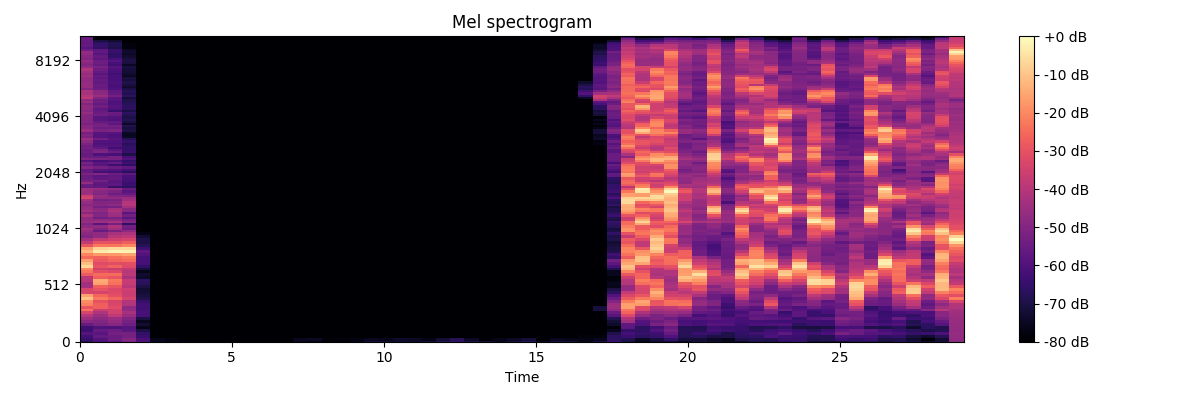 Mel spectrogram
8192
4096
2048
1024
512
0
Hz
0 5 10 15 20 25
Time
+0 dB
-10 dB
-20 dB
-30 dB
-40 dB
-50 dB
-60 dB
-70 dB
-80 dB